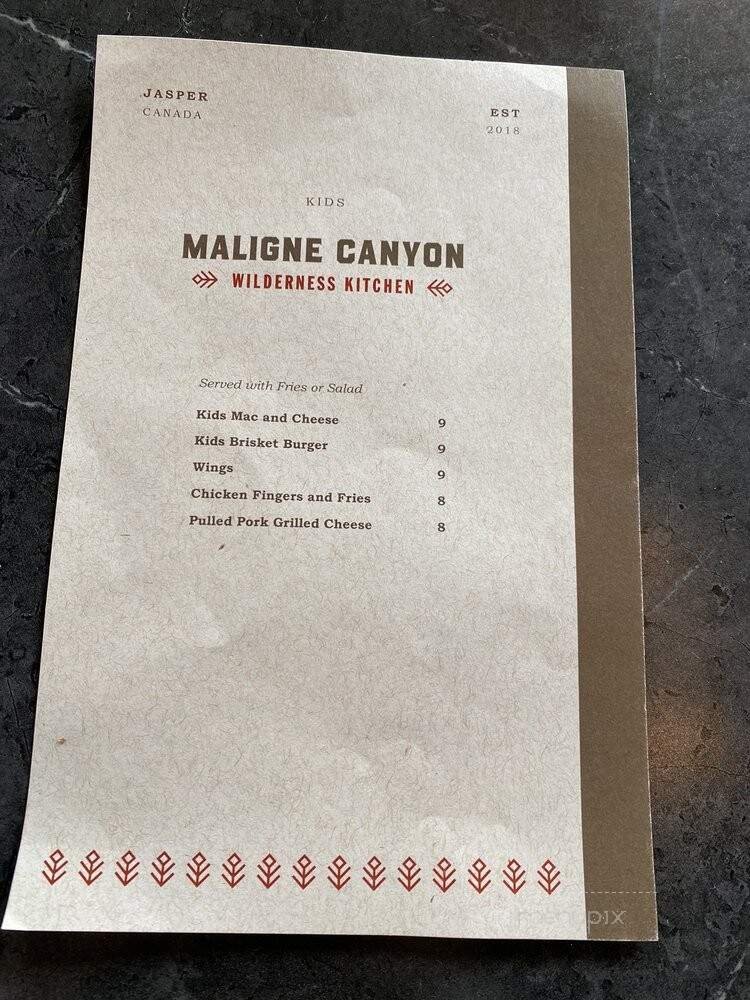 JASPER
CANADA
EST
2018
KIDS
MALIGNE CANYON
WILDERNESS KITCHEN
Served with Fries or Salad
Kids Mac and Cheese 9
Kids Brisket Burger 9
Wings 9
Chicken Fingers and Fries 8
Pulled Pork Grilled Cheese 8